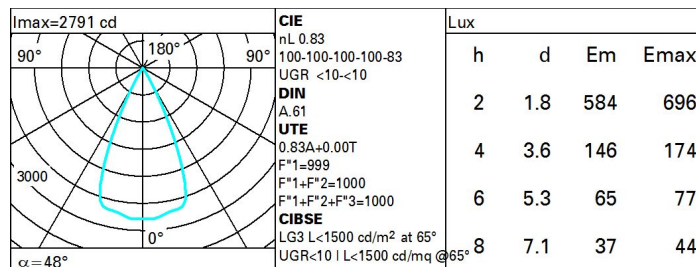 Imax=2791 cd
90°
180°
90°
3000
0°
α=48°
CIE
nL 0.83
100-100-100-100-83
UGR <10-<10
DIN
A.61
UTE
0.83A+0.00T
F"1=999
F"1+F"2=1000
F"1+F"2+F"3=1000
CIBSE
LG3 L<1500 cd/m² at 65°
UGR<10 | L<1500 cd/mq @65°
Lux
h d Em Emax
2 1.8 584 696
4 3.6 146 174
6 5.3 65 77
8 7.1 37 44